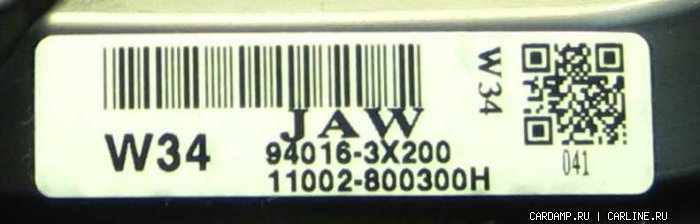 JAW
W34
94016-3X200
11002-800300H
W34
041
CARDAMP.RU | CARLINE.RU